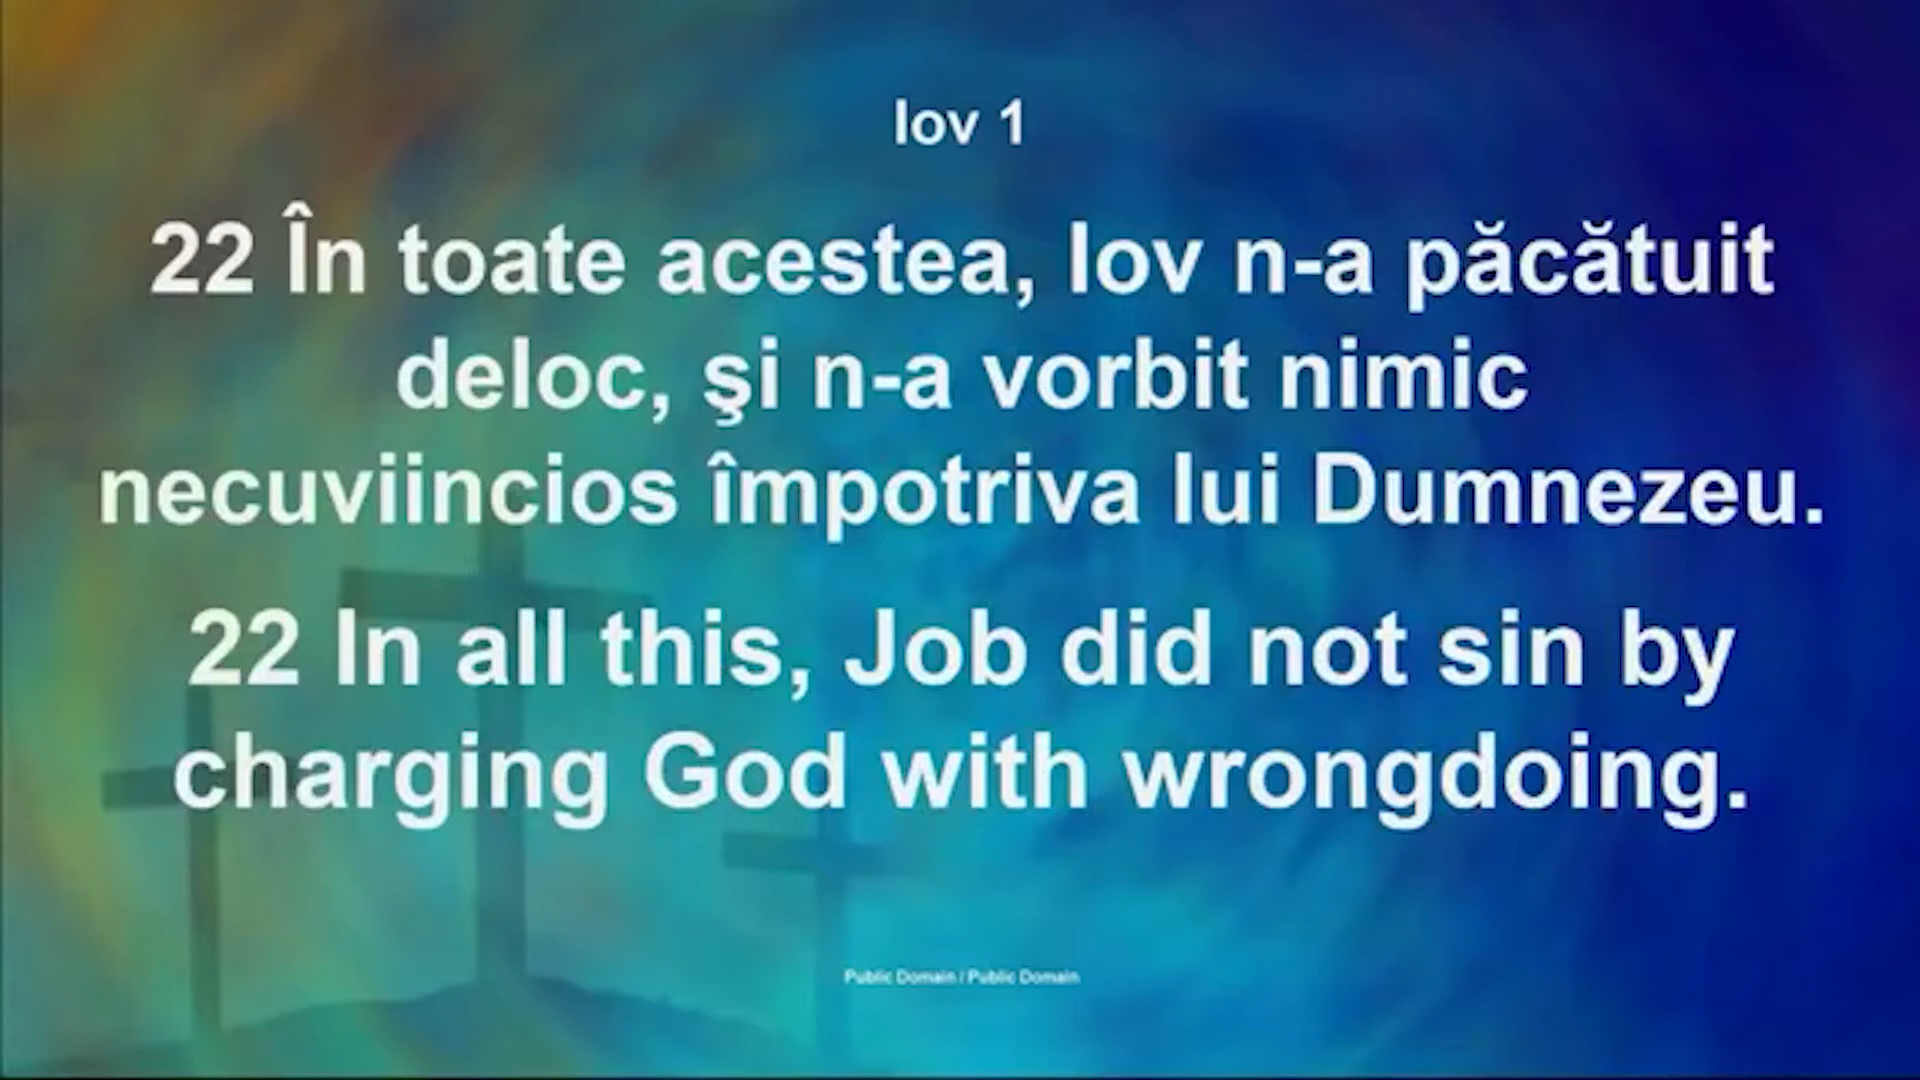 Iov 1
22 În toate acestea, Iov n-a păcătuit
deloc, şi n-a vorbit nimic
necuviincios împotriva lui Dumnezeu.
22 In all this, Job did not sin by
charging God with wrongdoing.
Public Domain / Public Domain